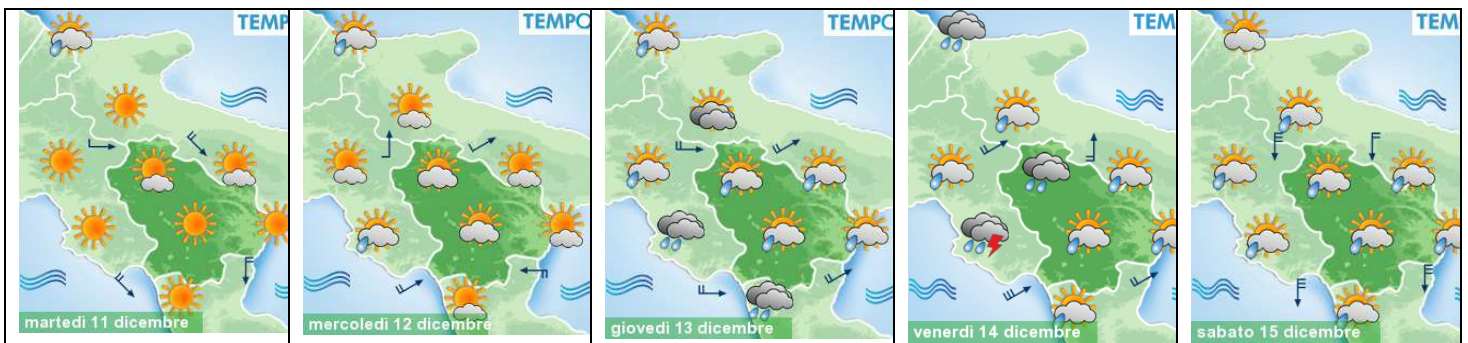 TEMP
martedì 11 dicembre
TEMPO
mercoledì 12 dicembre
TEMPO
giovedì 13 dicembre
TEM
venerdì 14 dicembre
TEM
sabato 15 dicembre